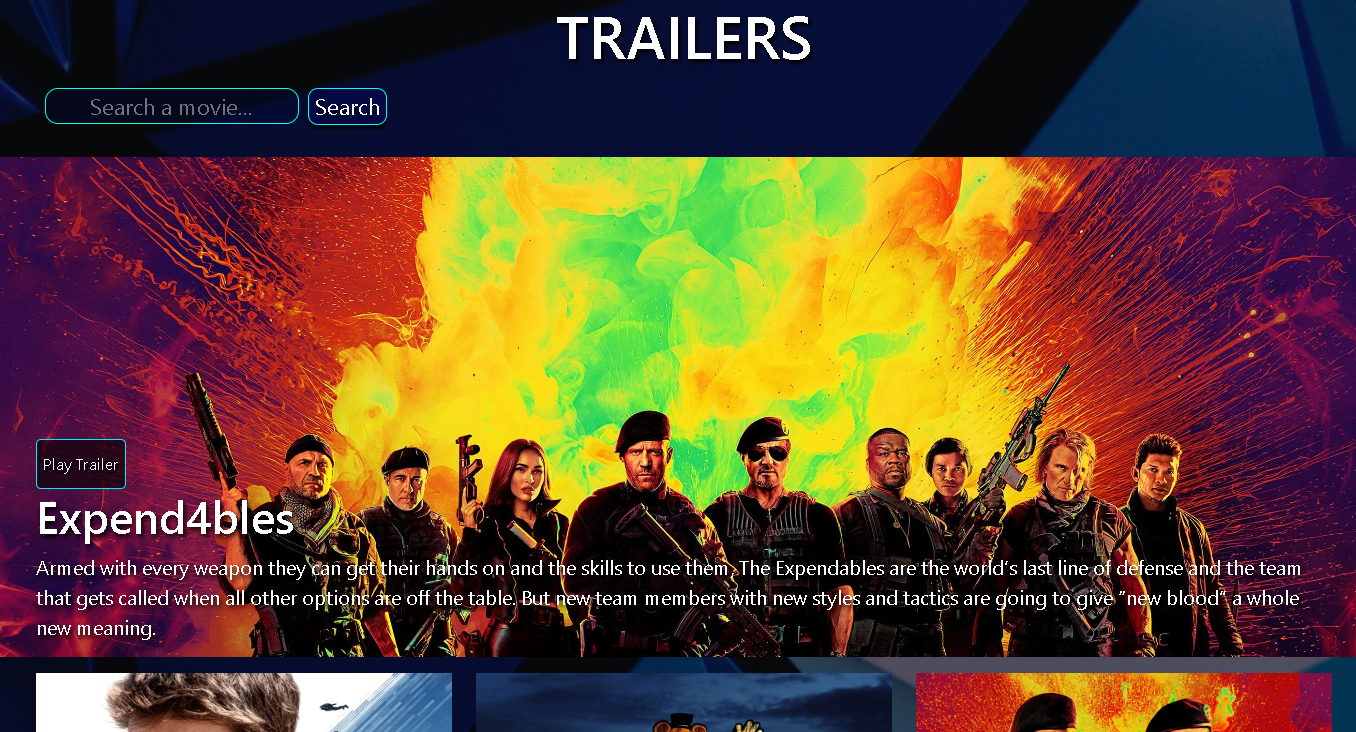 TRAILERS
Search a movie...
Search
Play Trailer
Expend4bles
Armed with every weapon they can get their hands on and the skills to use them, The Expendables are the world's last line of defense and the team
that gets called when all other options are off the table. But new team members with new styles and tactics are going to give "new blood" a whole
new meaning.